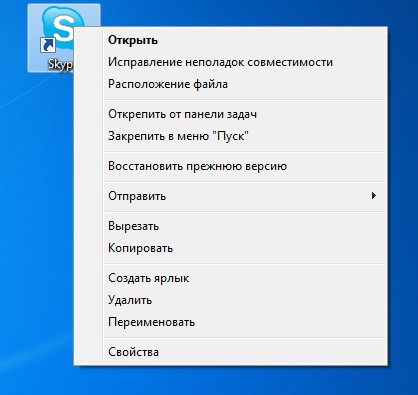 Skyp
Открыть
Исправление неполадок совместимости
Расположение файла
Открепить от панели задач
Закрепить в меню "Пуск"
Восстановить прежнюю версию
Отправить
Вырезать
Копировать
Создать ярлык
Удалить
Переименовать
Свойства